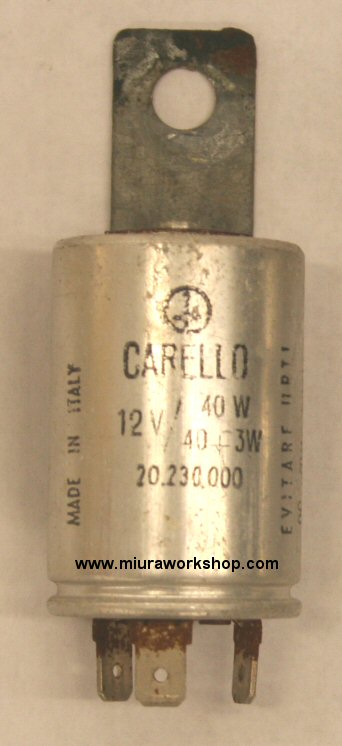 CARELLO
12 V / 40 W
/ 40 + 3W
20.230.000
MADE IN ITALY
EVITARE URTI
www.miuraworkshop.com